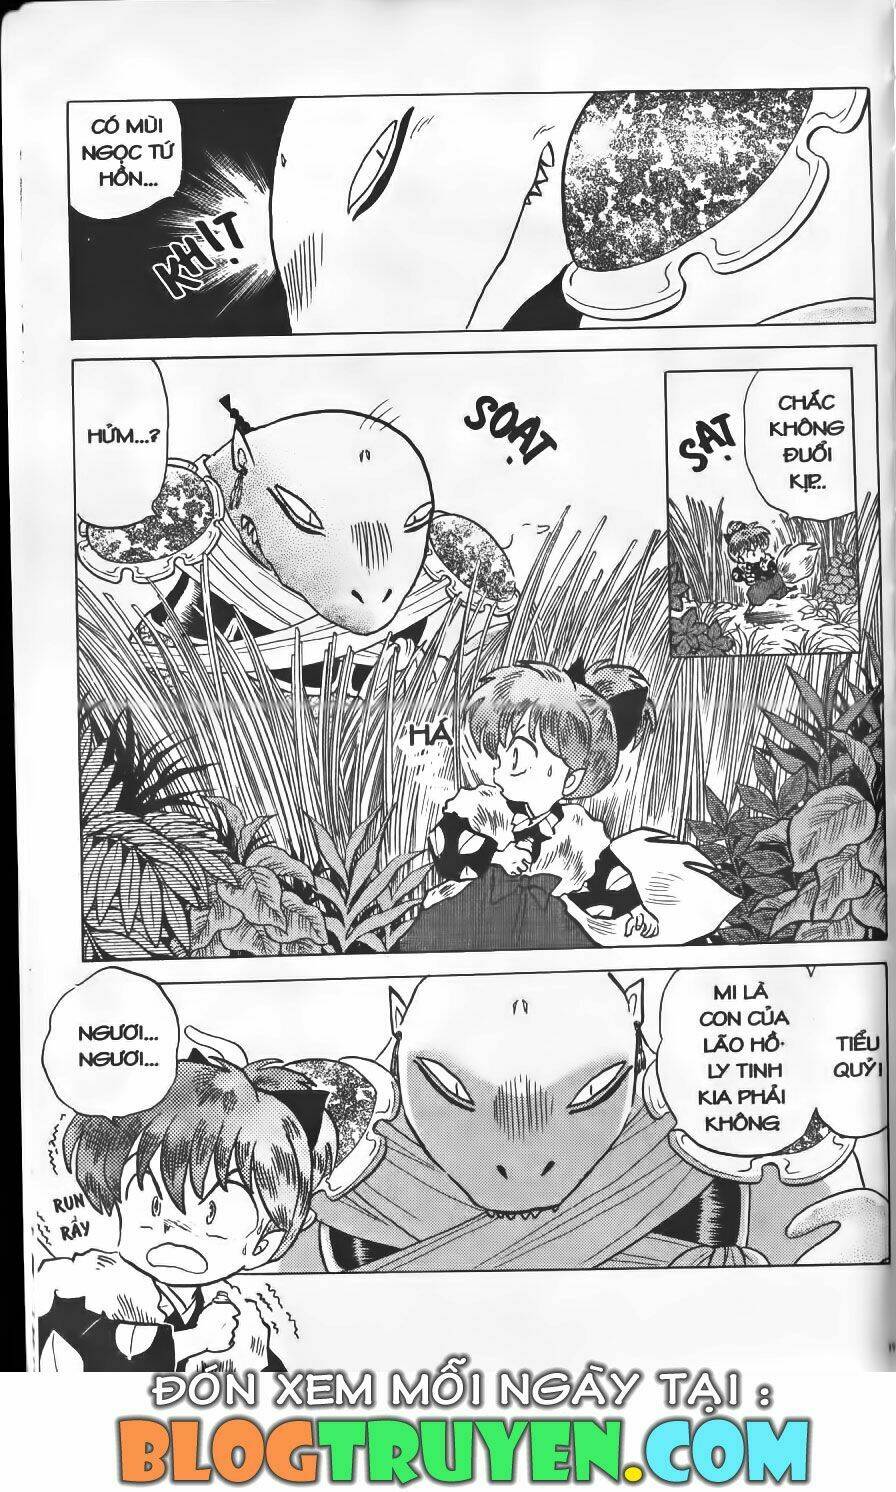 CÓ MÙI
NGỌC TỨ
HỒN...
KHỊT
CHẮC
KHÔNG
ĐUỔI
KỊP...
SẠT
SOẠT
HỬM...?
HÁ
TIỂU
QUỶ!
MI LÀ
CON CỦA
LÃO HỒ
LY TINH
KIA PHẢI
KHÔNG
NGƯƠI...
NGƯƠI...
RUN
RẨY
ĐÓN XEM MỖI NGÀY TẠI :
BLOGTRUYEN.COM